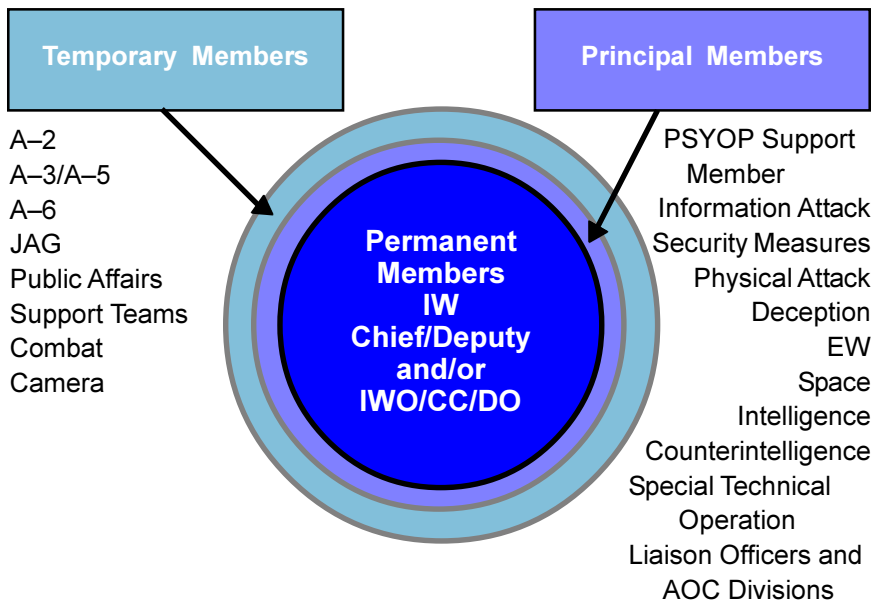 Temporary Members
Principal Members
A–2
A–3/A–5
A–6
JAG
Public Affairs
Support Teams
Combat
Camera
Permanent
Members
IW
Chief/Deputy
and/or
IWO/CC/DO
PSYOP Support
Member
Information Attack
Security Measures
Physical Attack
Deception
EW
Space
Intelligence
Counterintelligence
Special Technical
Operation
Liaison Officers and
AOC Divisions